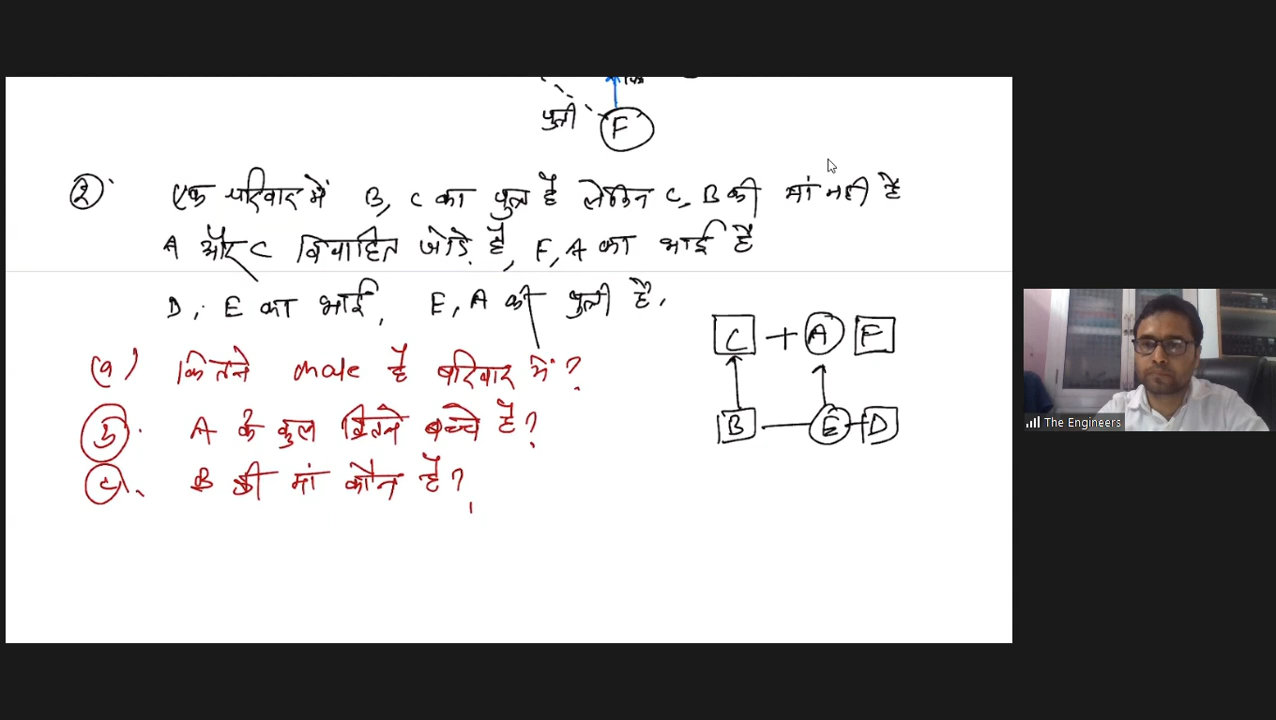 पुत्री F
② एक परिवार में B, C का पुत्र है लेकिन C, B की मां नही है
A और C विवाहित जोड़े है, F, A का भाई है
D, E का भाई, E, A की पुत्री है,
C + A F
(a) कितने male है परिवार में?
(b) A के कुल कितने बच्चे है?
B E D
(c) B की मां कौन है?
The Engineers